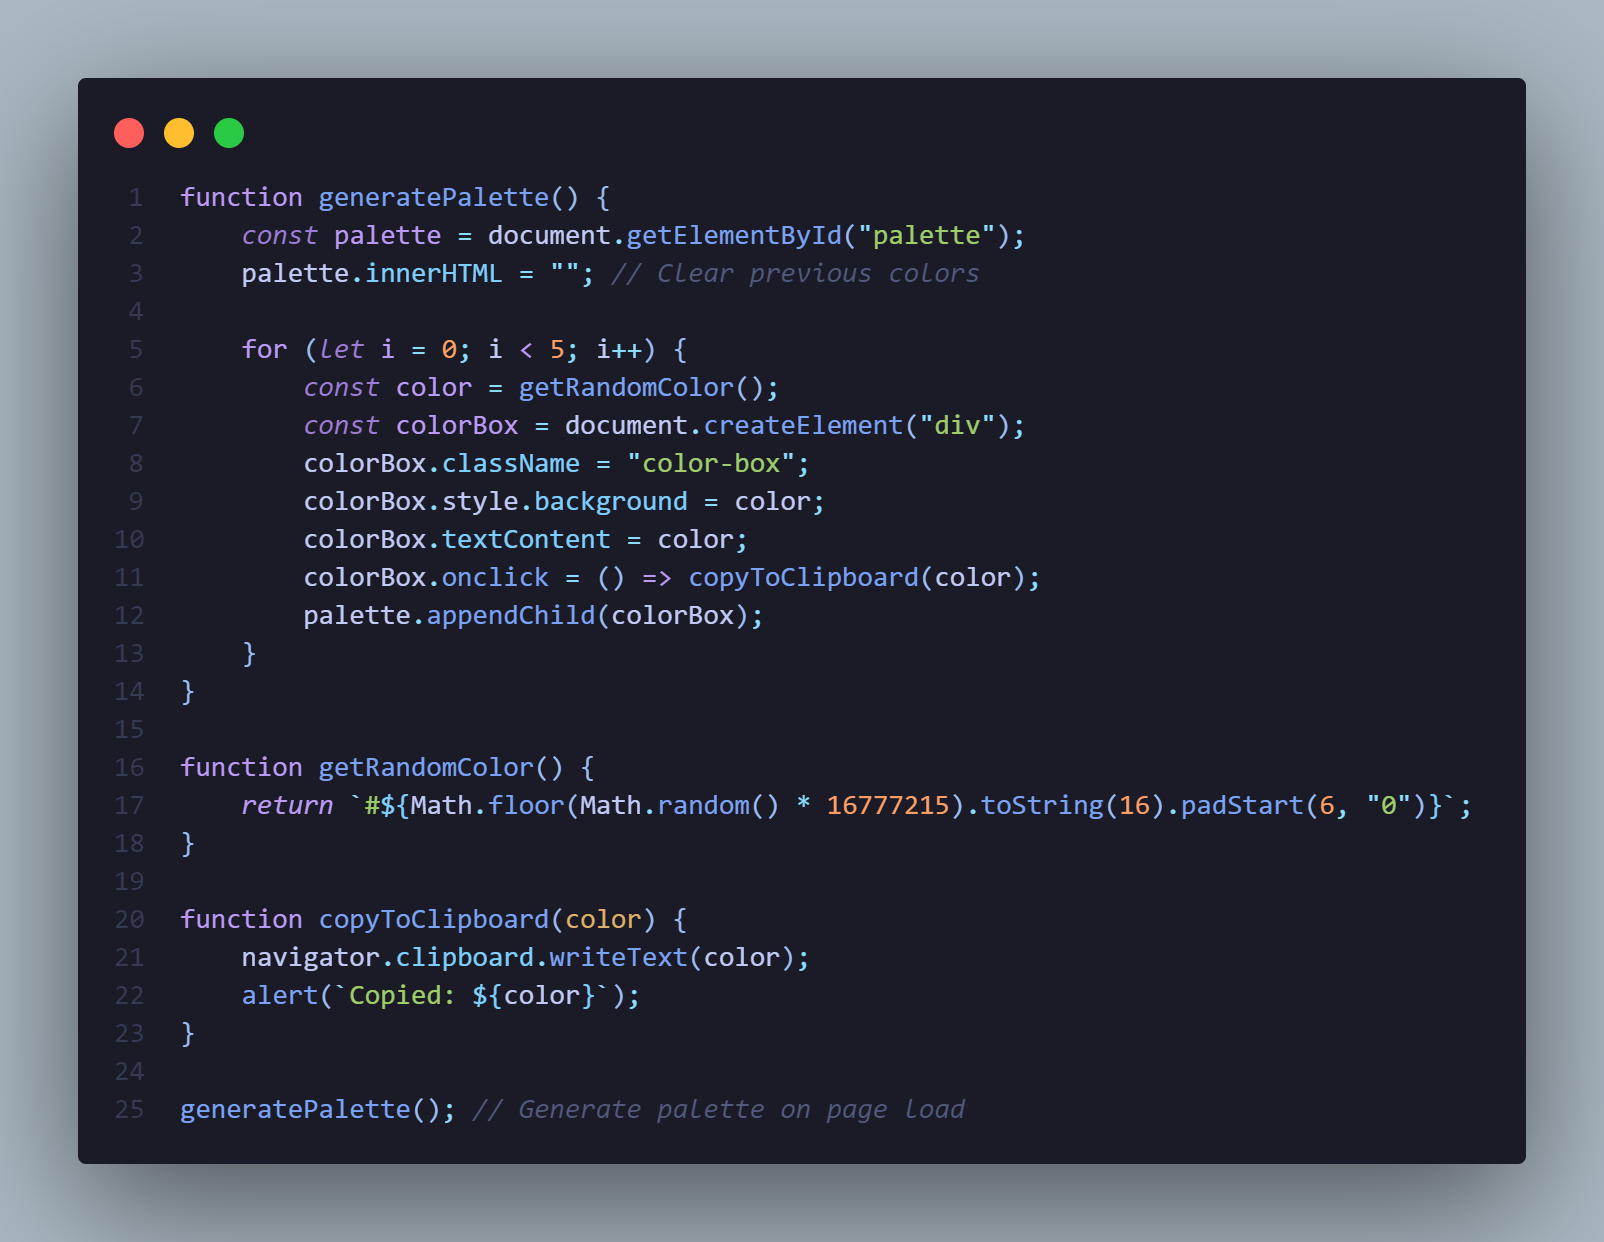 1 function generatePalette() {
2     const palette = document.getElementById("palette");
3     palette.innerHTML = ""; // Clear previous colors
4
5     for (let i = 0; i < 5; i++) {
6         const color = getRandomColor();
7         const colorBox = document.createElement("div");
8         colorBox.className = "color-box";
9         colorBox.style.background = color;
10         colorBox.textContent = color;
11         colorBox.onclick = () => copyToClipboard(color);
12         palette.appendChild(colorBox);
13     }
14 }
15
16 function getRandomColor() {
17     return `#${Math.floor(Math.random() * 16777215).toString(16).padStart(6, "0")}`;
18 }
19
20 function copyToClipboard(color) {
21     navigator.clipboard.writeText(color);
22     alert(`Copied: ${color}`);
23 }
24
25 generatePalette(); // Generate palette on page load